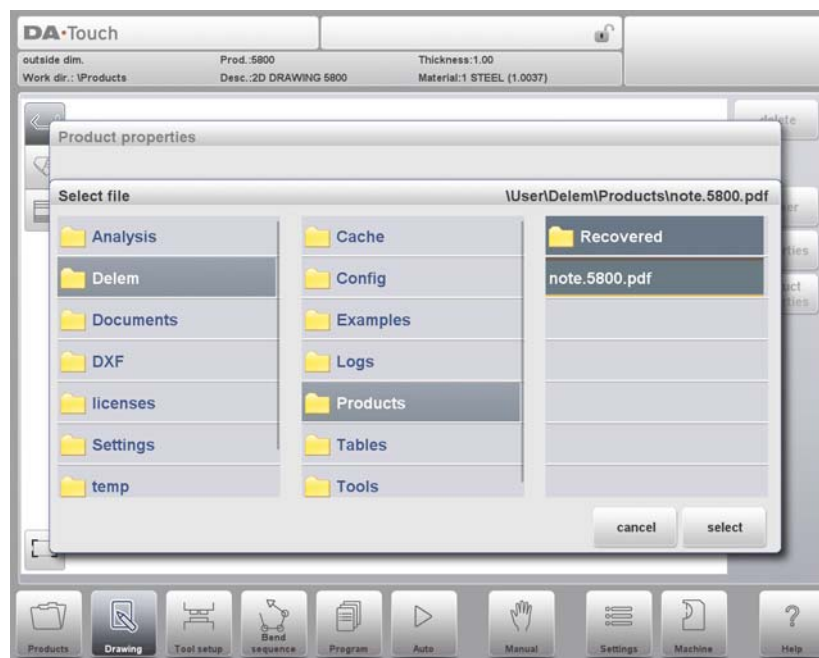 DA·Touch
outside dim. Prod.:5800 Thickness:1.00
Work dir.: \Products Desc.:2D DRAWING 5800 Material:1 STEEL (1.0037)
delete
Product properties
Select file \User\Delem\Products\note.5800.pdf
Analysis Cache Recovered
Delem Config note.5800.pdf
Documents Examples
DXF Logs
licenses Products
Settings Tables
temp Tools
cancel select
Products Drawing Tool setup Bend sequence Program Auto Manual Settings Machine Help